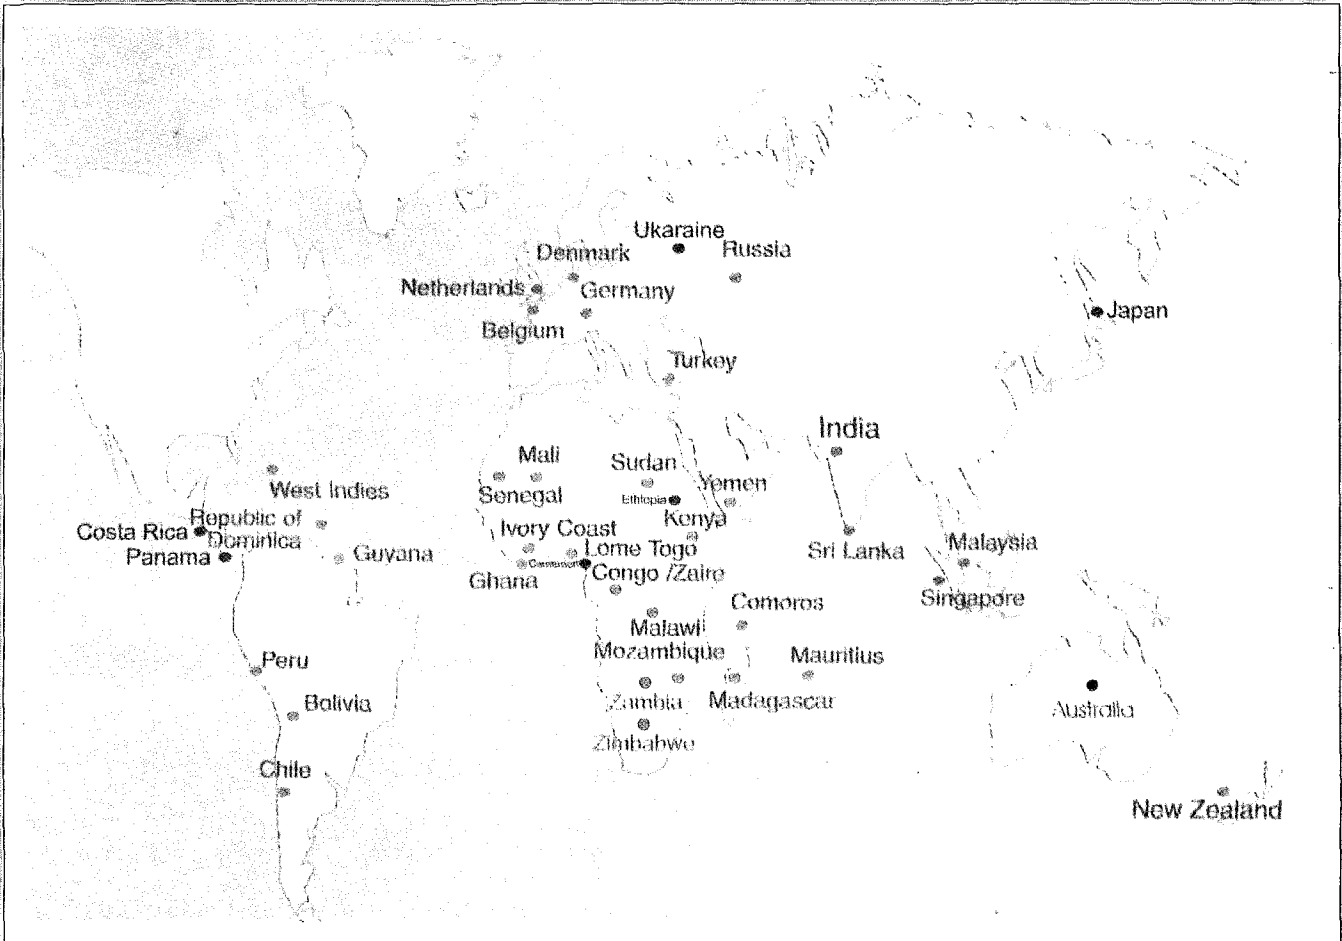 Ukaraine
Denmark
Russia
Netherlands
Germany
Belgium
Japan
Turkey
India
Mali
Sudan
West Indies
Senegal
Ethiopia
Yemen
Republic of
Dominica
Ivory Coast
Kenya
Costa Rica
Panama
Guyana
Lome Togo
Sri Lanka
Malaysia
Ghana
Cameroon
Congo /Zaire
Singapore
Comoros
Malawi
Mozambique
Mauritius
Peru
Bolivia
Zambia
Madagascar
Australia
Zimbabwe
Chile
New Zealand